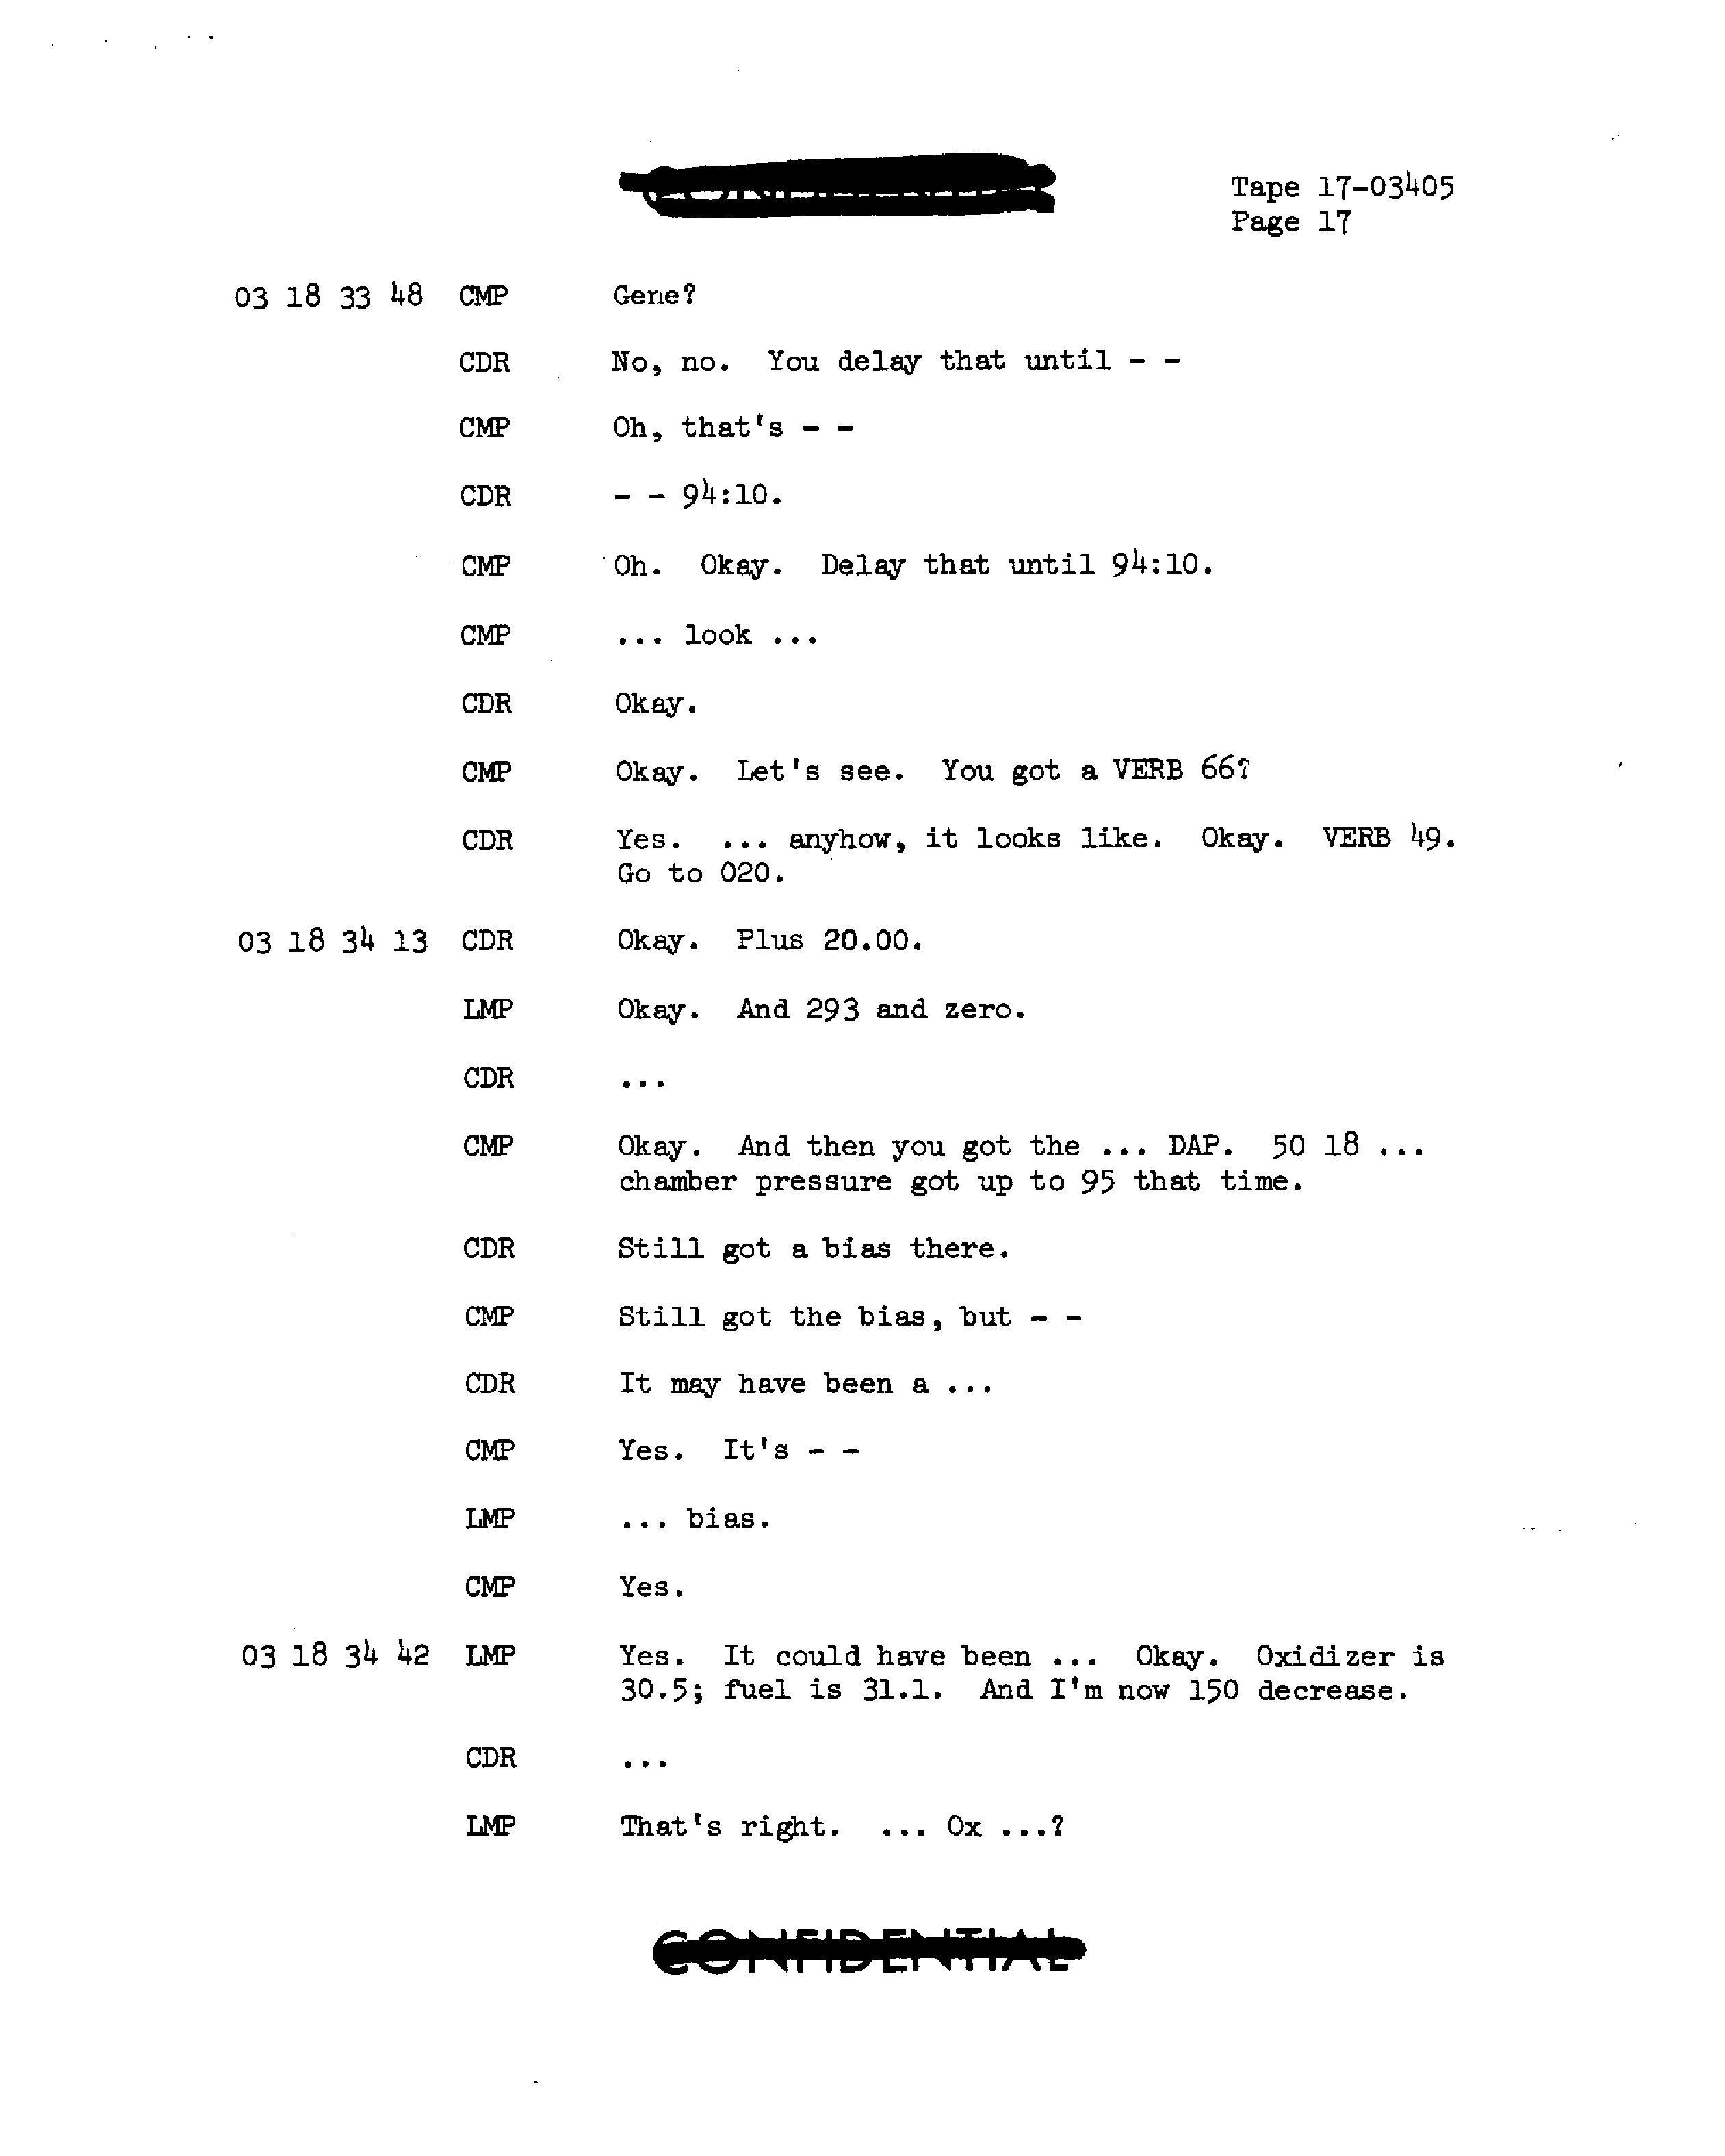 CONFIDENTIAL
Tape 17-03405
Page 17
03 18 33 48 CMP Gene?
CDR No, no. You delay that until - -
CMP Oh, that's - -
CDR - - 94:10.
CMP Oh. Okay. Delay that until 94:10.
CMP ... look ...
CDR Okay.
CMP Okay. Let's see. You got a VERB 66?
CDR Yes. ... anyhow, it looks like. Okay. VERB 49.
Go to 020.
03 18 34 13 CDR Okay. Plus 20.00.
LMP Okay. And 293 and zero.
CDR ...
CMP Okay. And then you got the ... DAP. 50 18 ...
chamber pressure got up to 95 that time.
CDR Still got a bias there.
CMP Still got the bias, but - -
CDR It may have been a ...
CMP Yes. It's - -
LMP ... bias.
CMP Yes.
03 18 34 42 LMP Yes. It could have been ... Okay. Oxidizer is
30.5; fuel is 31.1. And I'm now 150 decrease.
CDR ...
LMP That's right. ... Ox ...?
CONFIDENTIAL